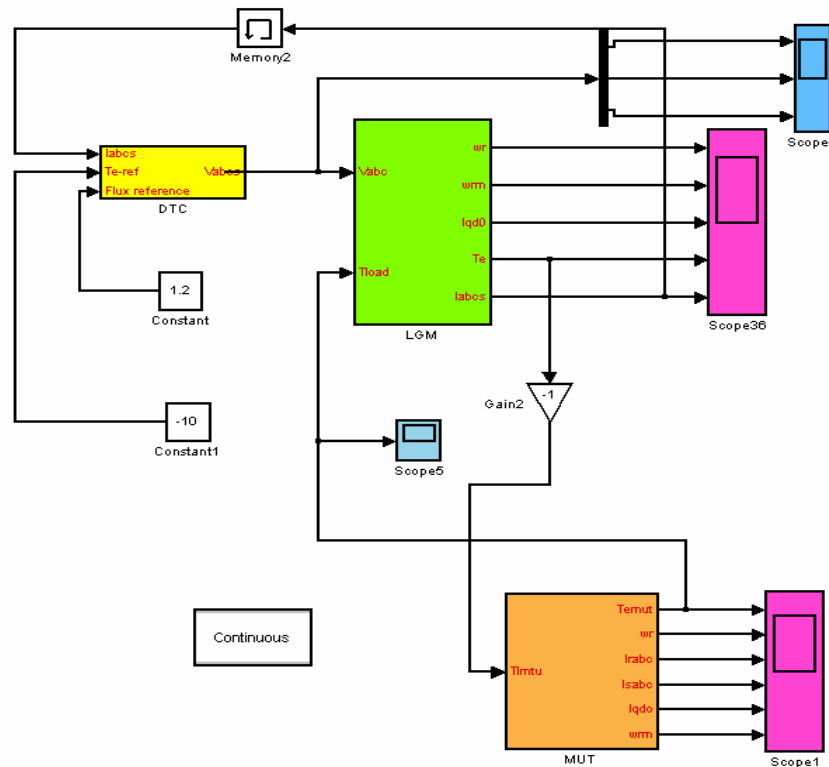 Memory2
Scope
Iabcs
Te-ref
Flux reference
Vabcs
DTC
Vabc
Tload
wr
wrm
Iqd0
Te
Iabcs
LGM
Scope36
1.2
Constant
-10
Constant1
-1
Gain2
Scope5
Continuous
Tlmtu
Temut
wr
Irabc
Isabc
Iqdo
wrm
MUT
Scope1